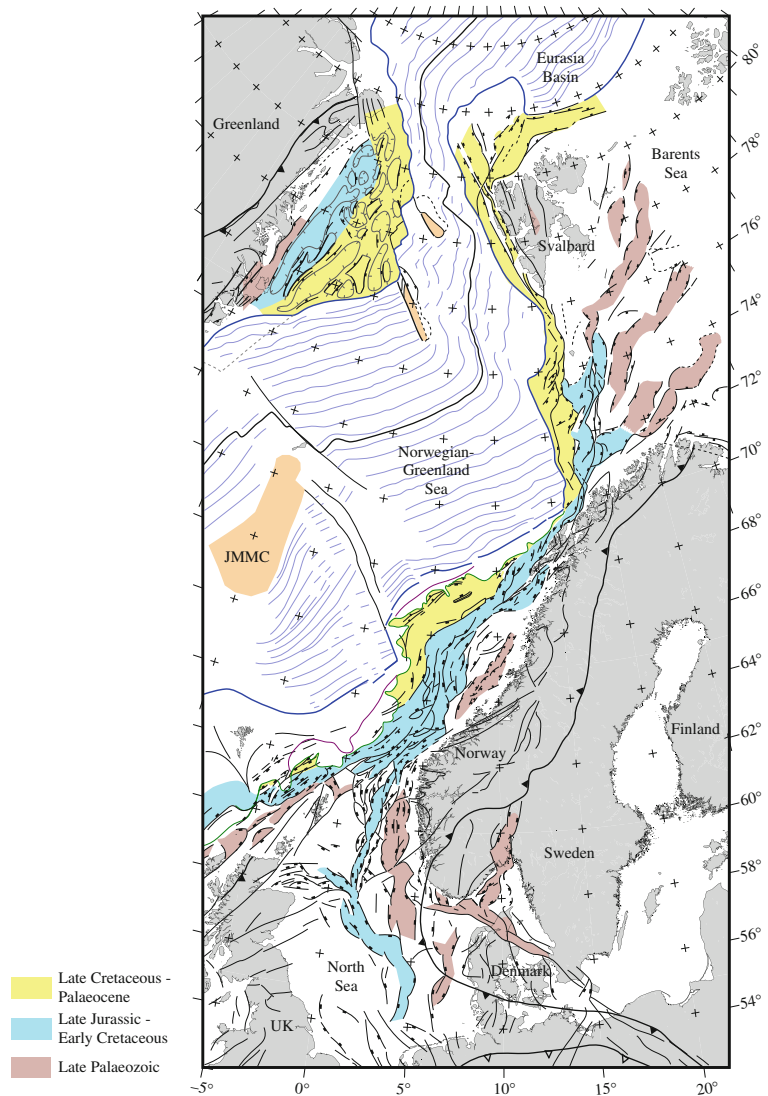 80°
Eurasia
Basin
Greenland
78°
Barents
Sea
76°
Svalbard
74°
72°
70°
Norwegian-
Greenland
Sea
68°
JMMC
66°
64°
Finland
62°
Norway
60°
Sweden
58°
56°
North
Sea
Denmark
54°
UK
Late Cretaceous -
Palaeocene
Late Jurassic -
Early Cretaceous
Late Palaeozoic
-5° 0° 5° 10° 15° 20°